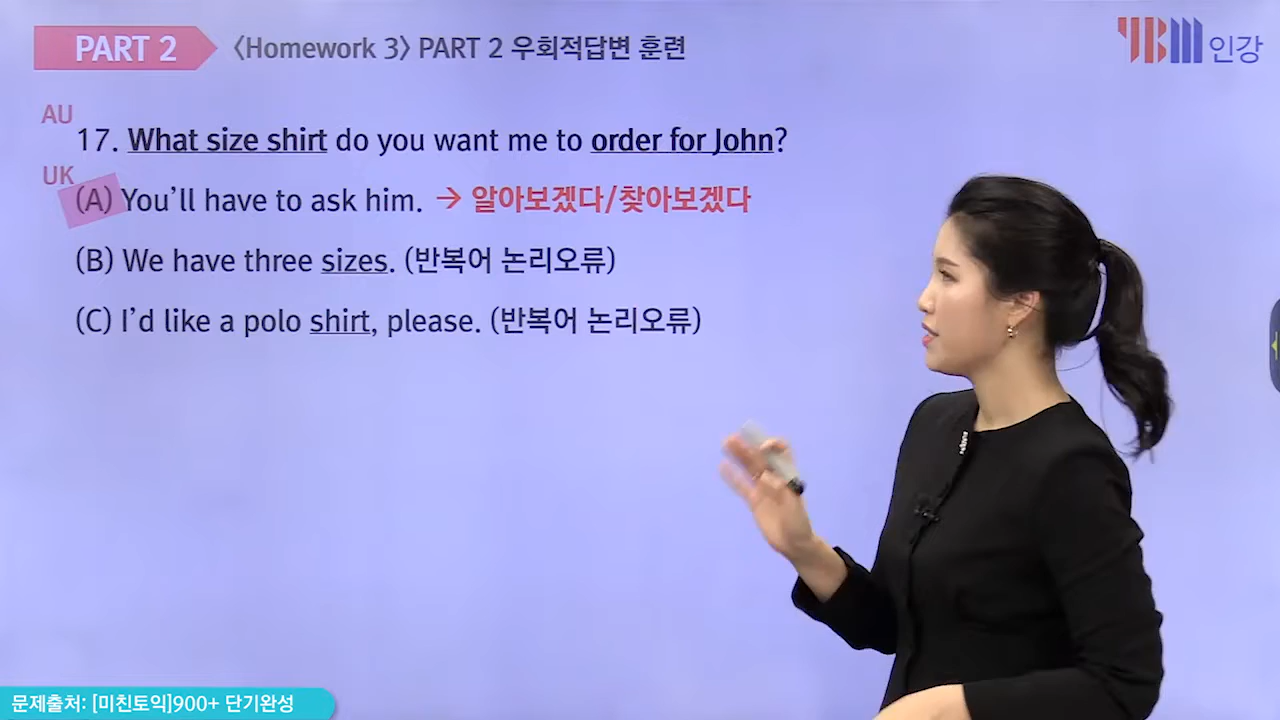 PART 2 〈Homework 3〉 PART 2 우회적답변 훈련
YBM 인강
AU
17. What size shirt do you want me to order for John?
UK
(A) You'll have to ask him. → 알아보겠다/찾아보겠다
(B) We have three sizes. (반복어 논리오류)
(C) I'd like a polo shirt, please. (반복어 논리오류)
문제출처: [미친토익]900+ 단기완성